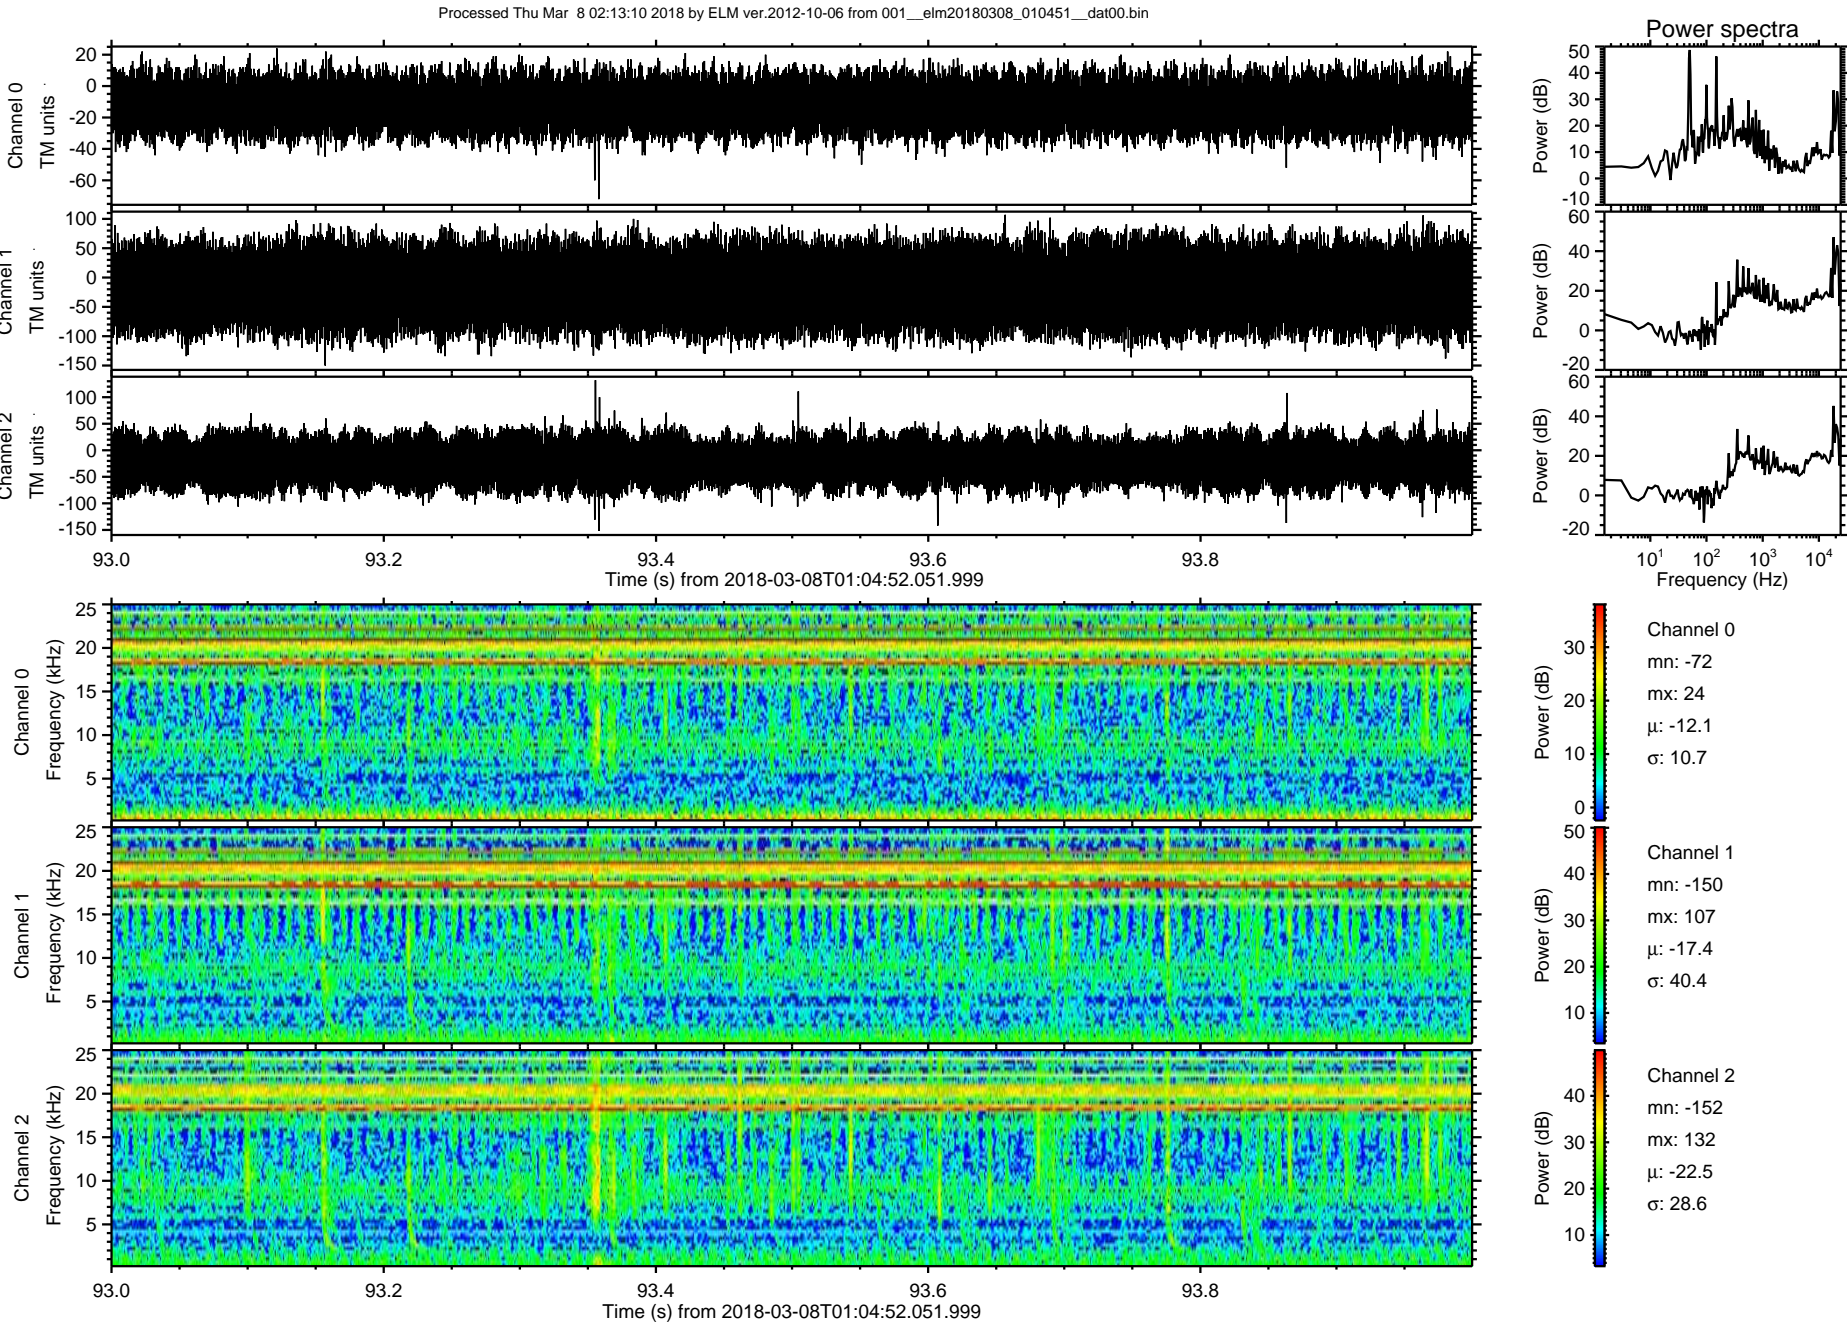 Processed Thu Mar  8 02:13:10 2018 by ELM ver.2012-10-06 from 001__elm20180308_010451__dat00.bin
Power spectra
Channel 0
TM units
20
0
-20
-40
-60
Power (dB)
50
40
30
20
10
0
-10
Channel 1
TM units
100
50
0
-50
-100
-150
Power (dB)
60
40
20
0
-20
Channel 2
TM units
100
50
0
-50
-100
-150
Power (dB)
60
40
20
0
-20
93.0 93.2 93.4 93.6 93.8
Time (s) from 2018-03-08T01:04:52.051.999
10^1 10^2 10^3 10^4
Frequency (Hz)
Channel 0
Frequency (kHz)
25
20
15
10
5
Power (dB)
30
20
10
0
Channel 0
mn: -72
mx: 24
μ: -12.1
σ: 10.7
Channel 1
Frequency (kHz)
25
20
15
10
5
Power (dB)
50
40
30
20
10
Channel 1
mn: -150
mx: 107
μ: -17.4
σ: 40.4
Channel 2
Frequency (kHz)
25
20
15
10
5
Power (dB)
40
30
20
10
Channel 2
mn: -152
mx: 132
μ: -22.5
σ: 28.6
93.0 93.2 93.4 93.6 93.8
Time (s) from 2018-03-08T01:04:52.051.999